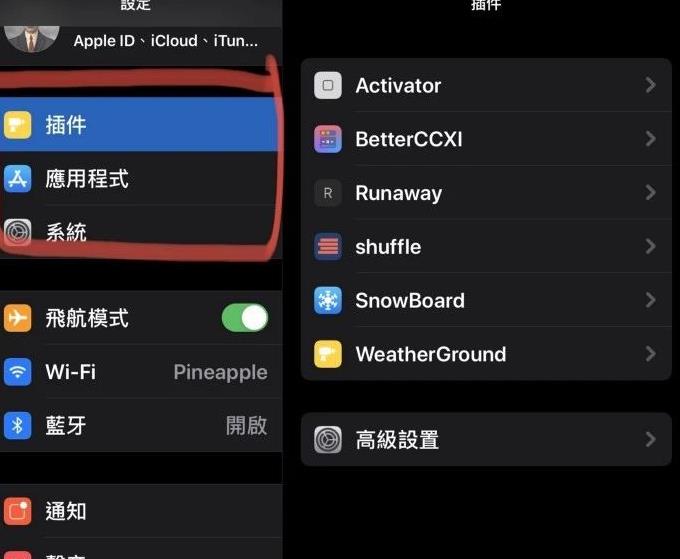 設定
Apple ID、iCloud、iTun...
插件
應用程式
系統
飛航模式
Wi-Fi Pineapple
藍牙 開啟
通知
插件
Activator
BetterCCXI
R Runaway
shuffle
SnowBoard
WeatherGround
高級設置